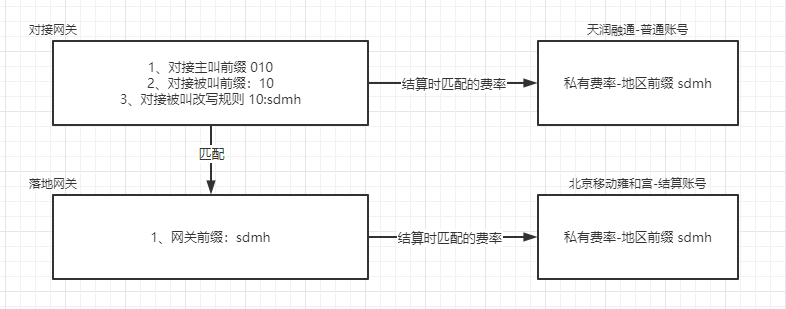 对接网关
天润融通-普通账号
1、对接主叫前缀 010
2、对接被叫前缀：10
3、对接被叫改写规则 10:sdmh
结算时匹配的费率
私有费率-地区前缀 sdmh
匹配
落地网关
北京移动雍和宫-结算账号
1、网关前缀：sdmh
结算时匹配的费率
私有费率-地区前缀 sdmh